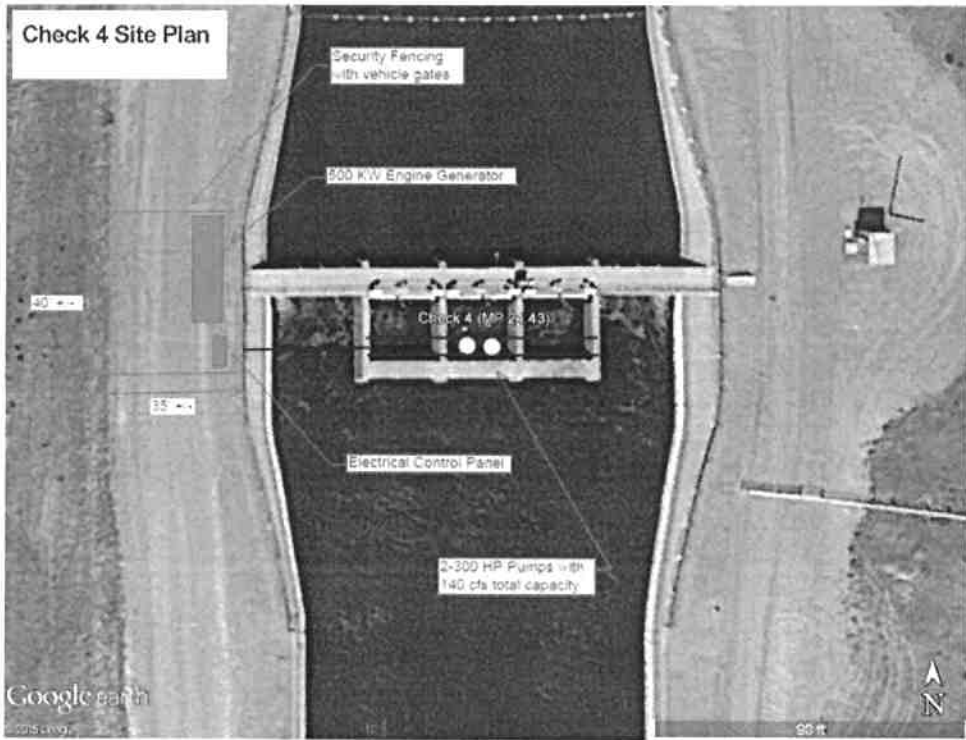 Check 4 Site Plan
Security Fencing
with vehicle gates
500 KW Engine Generator
40 +-
Check 4 (MP
35 +-
Electrical Control Panel
2-300 HP Pumps with
140 cfs total capacity
N
Google earth
90 ft